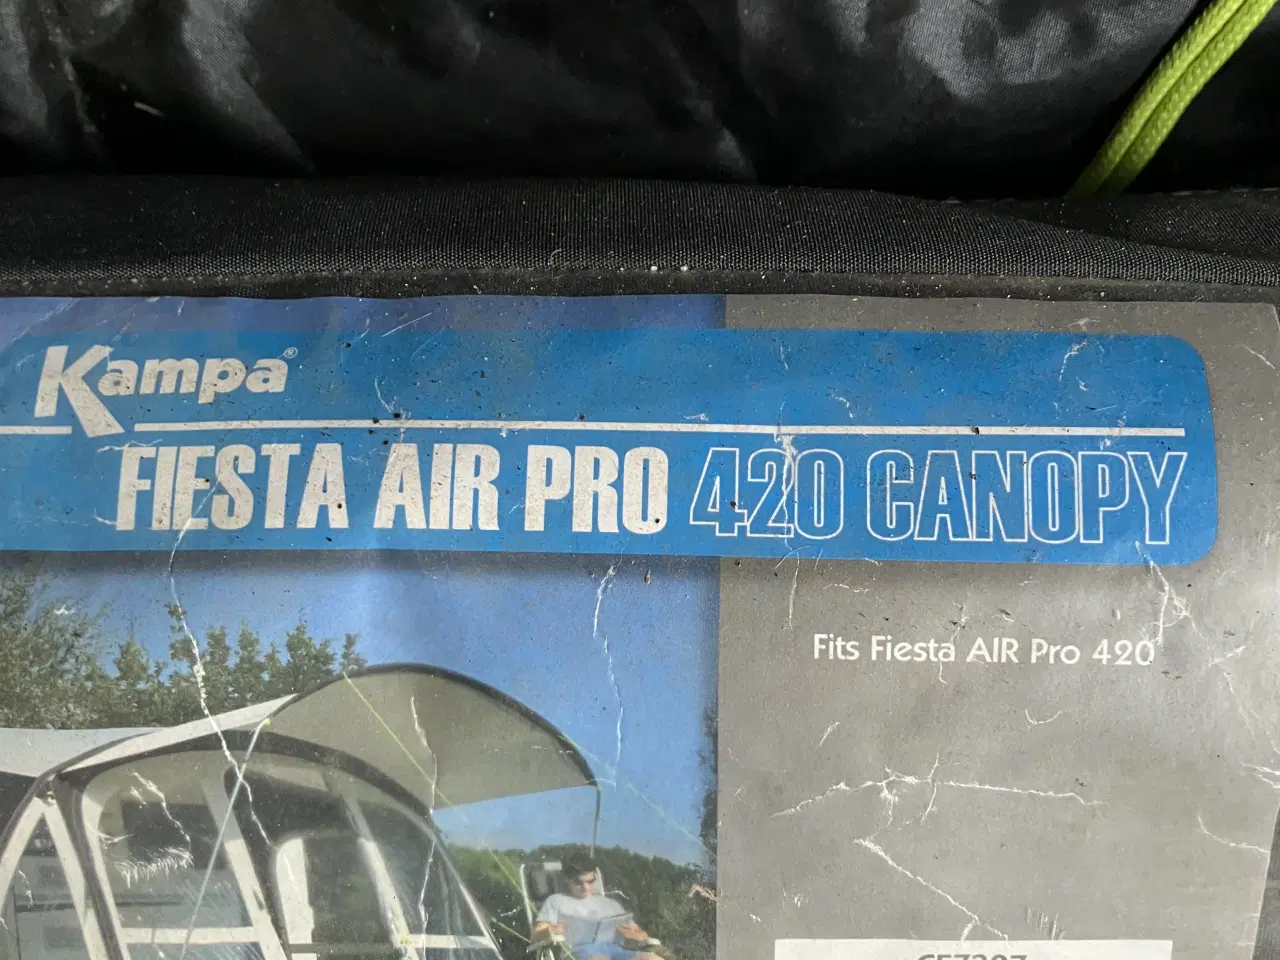 Kampa®
FIESTA AIR PRO 420 CANOPY
Fits Fiesta AIR Pro 420